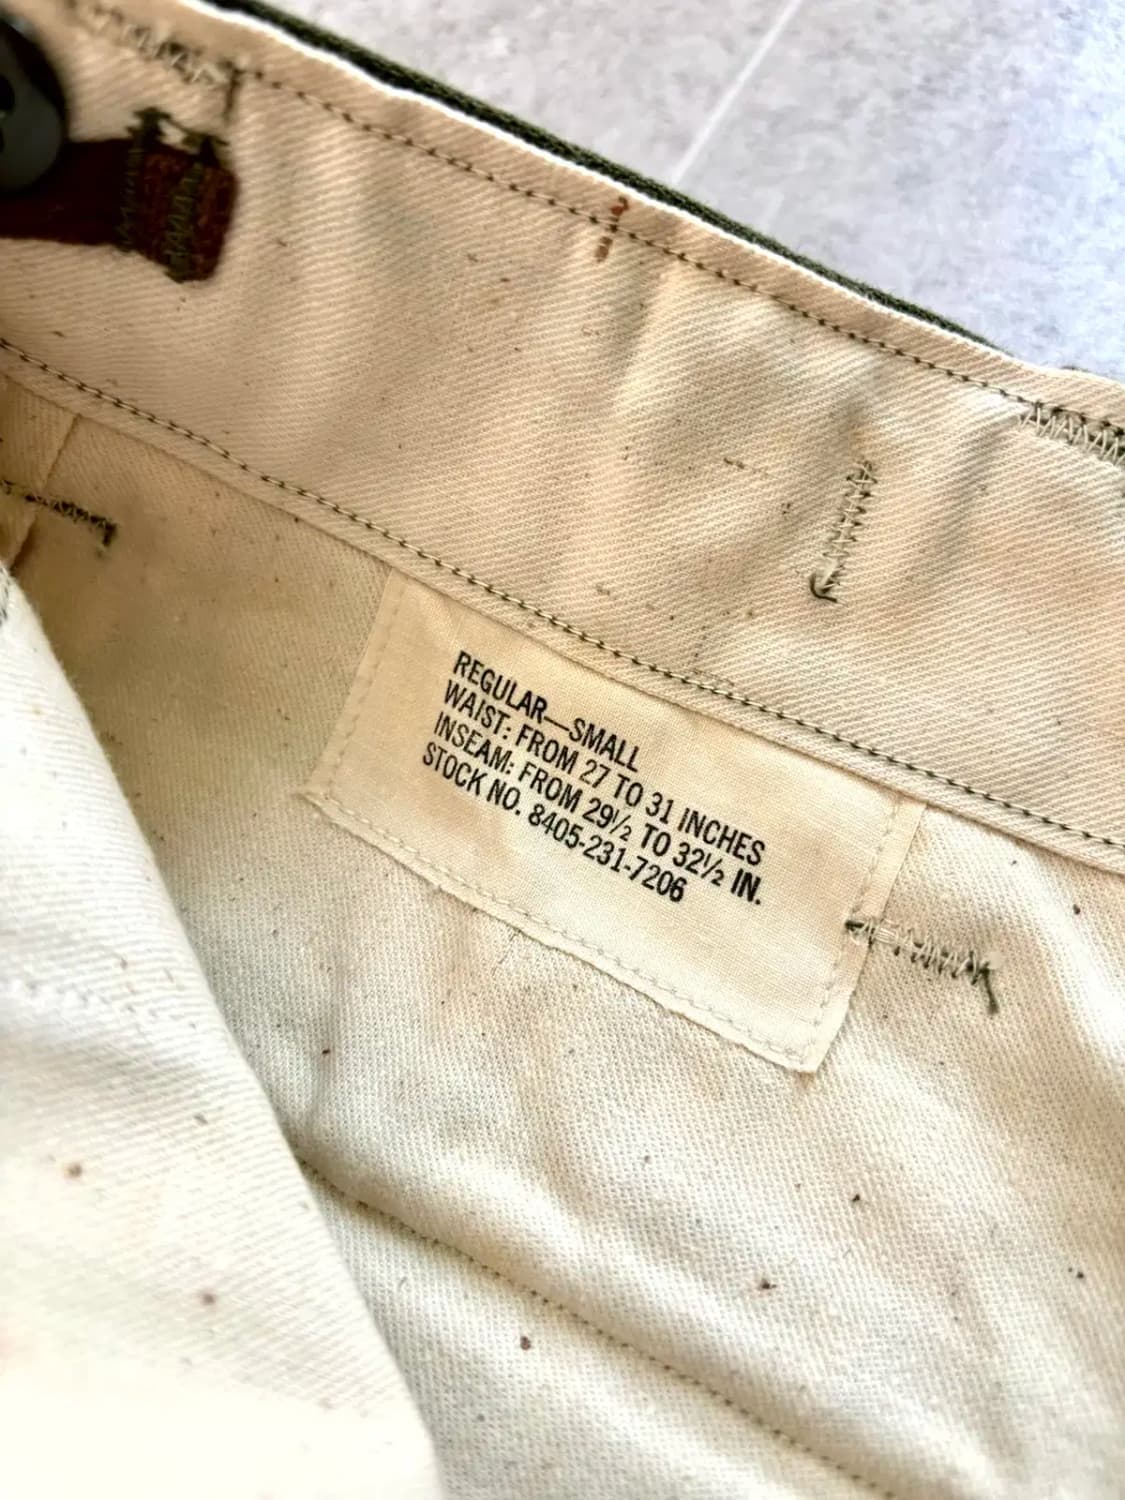 REGULAR—SMALL
WAIST: FROM 27 TO 31 INCHES
INSEAM: FROM 29½ TO 32½ IN.
STOCK NO. 8405-231-7206